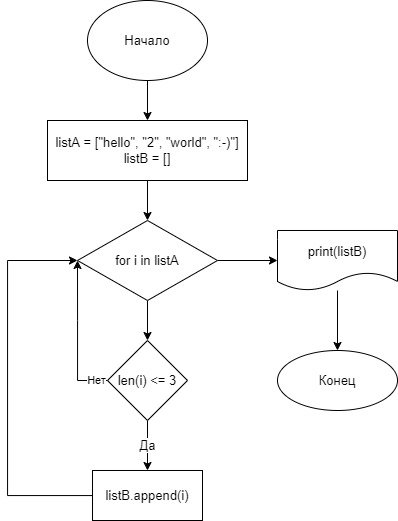 Начало
listA = ["hello", "2", "world", ":-)"]
listB = []
for i in listA
print(listB)
Нет
len(i) <= 3
Конец
Да
listB.append(i)